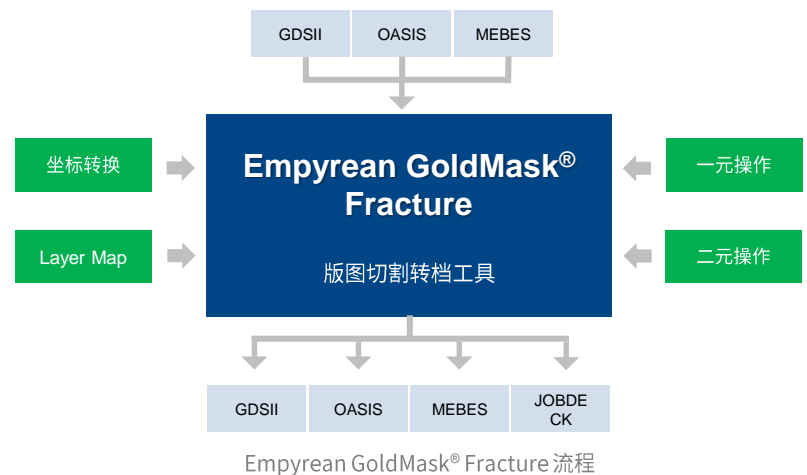 GDSII
OASIS
MEBES
坐标转换
Layer Map
Empyrean GoldMask®
Fracture
版图切割转档工具
一元操作
二元操作
GDSII
OASIS
MEBES
JOBDE
CK
Empyrean GoldMask® Fracture 流程